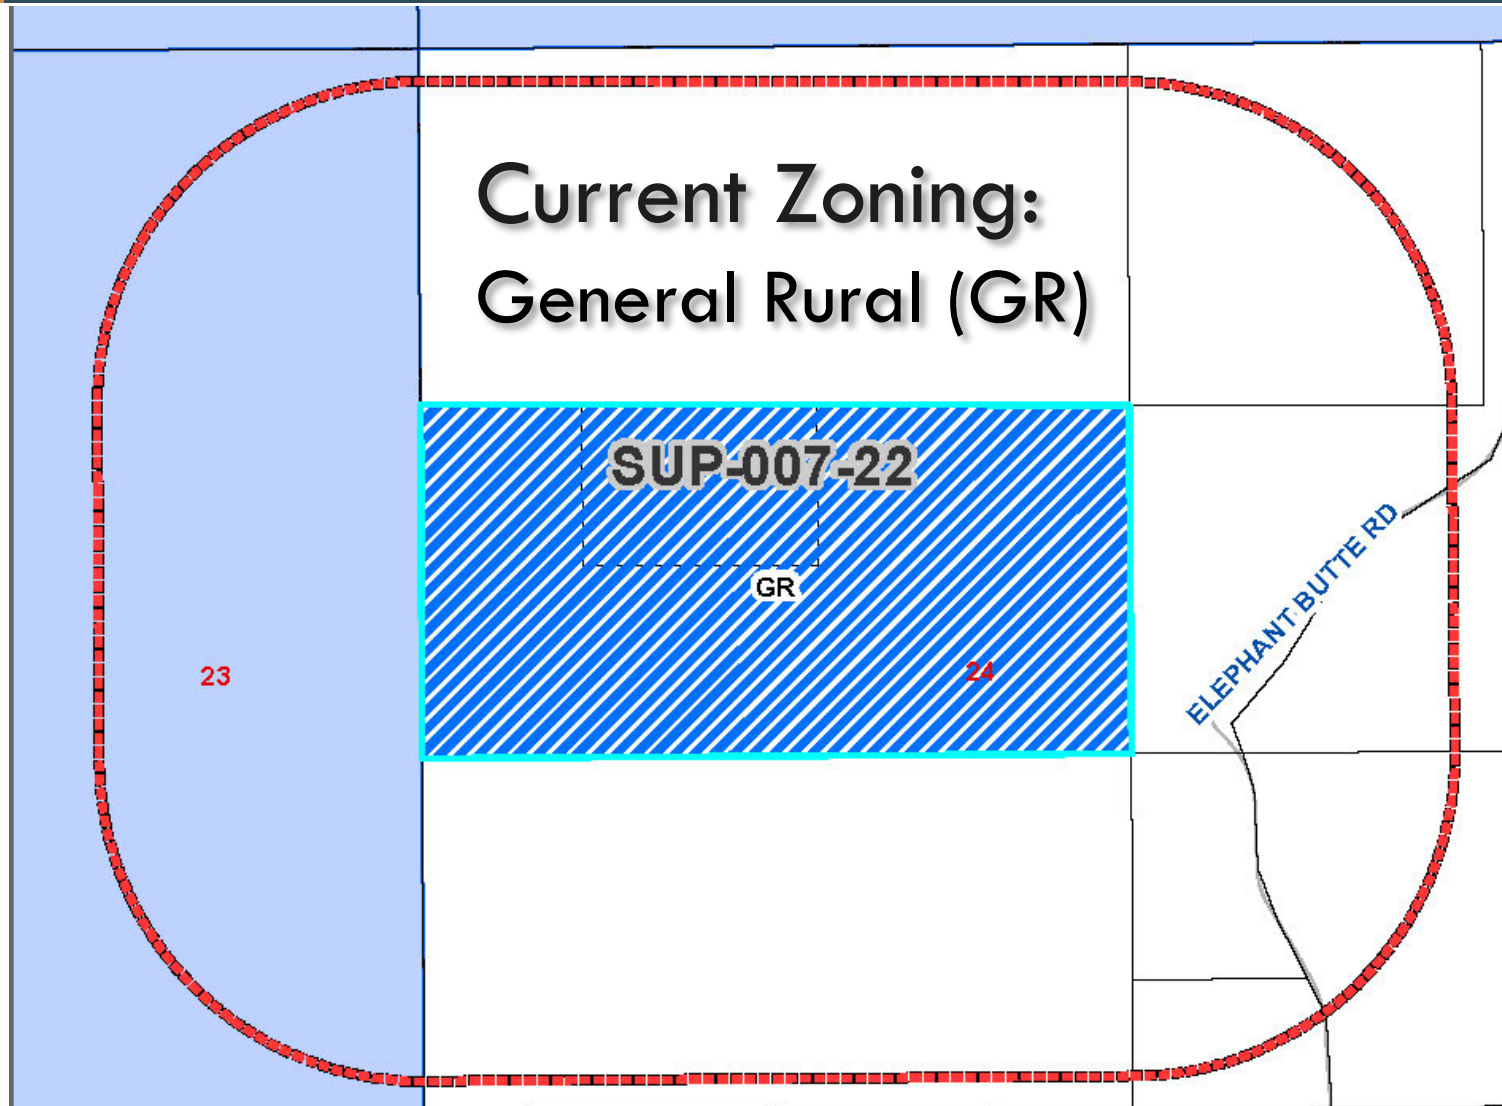 Current Zoning:
General Rural (GR)
SUP-007-22
GR
23
24
ELEPHANT BUTTE RD